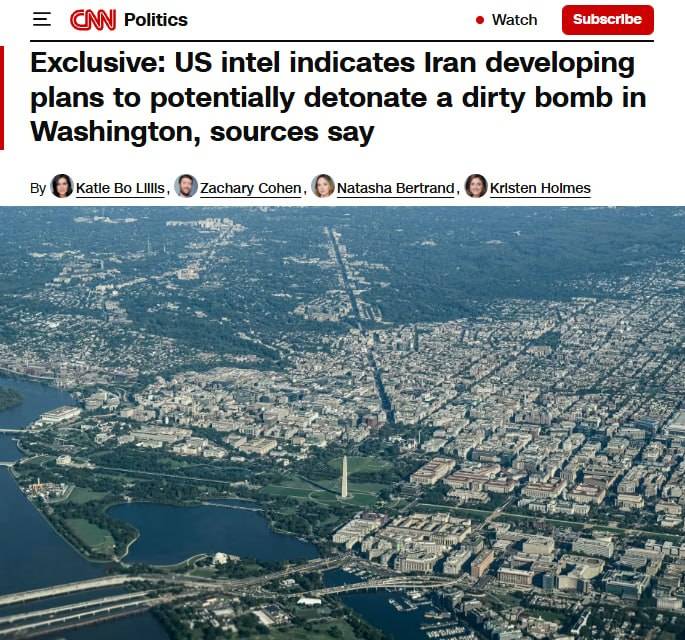 CNN Politics
Watch
Subscribe
Exclusive: US intel indicates Iran developing
plans to potentially detonate a dirty bomb in
Washington, sources say
By Katie Bo Lillis, Zachary Cohen, Natasha Bertrand, Kristen Holmes